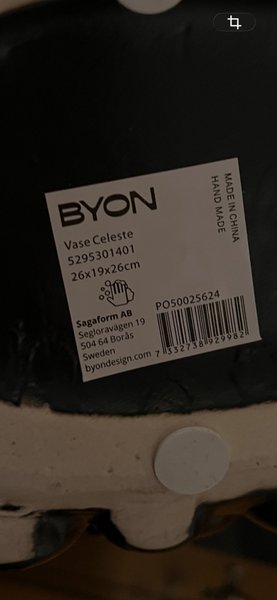 BYON
Vase Celeste
5295301401
26x19x26cm
MADE IN CHINA
HAND MADE
Sagaform AB
Segloravägen 19
504 64 Borås
Sweden
byondesign.com
PO50025624
7 332738 929982